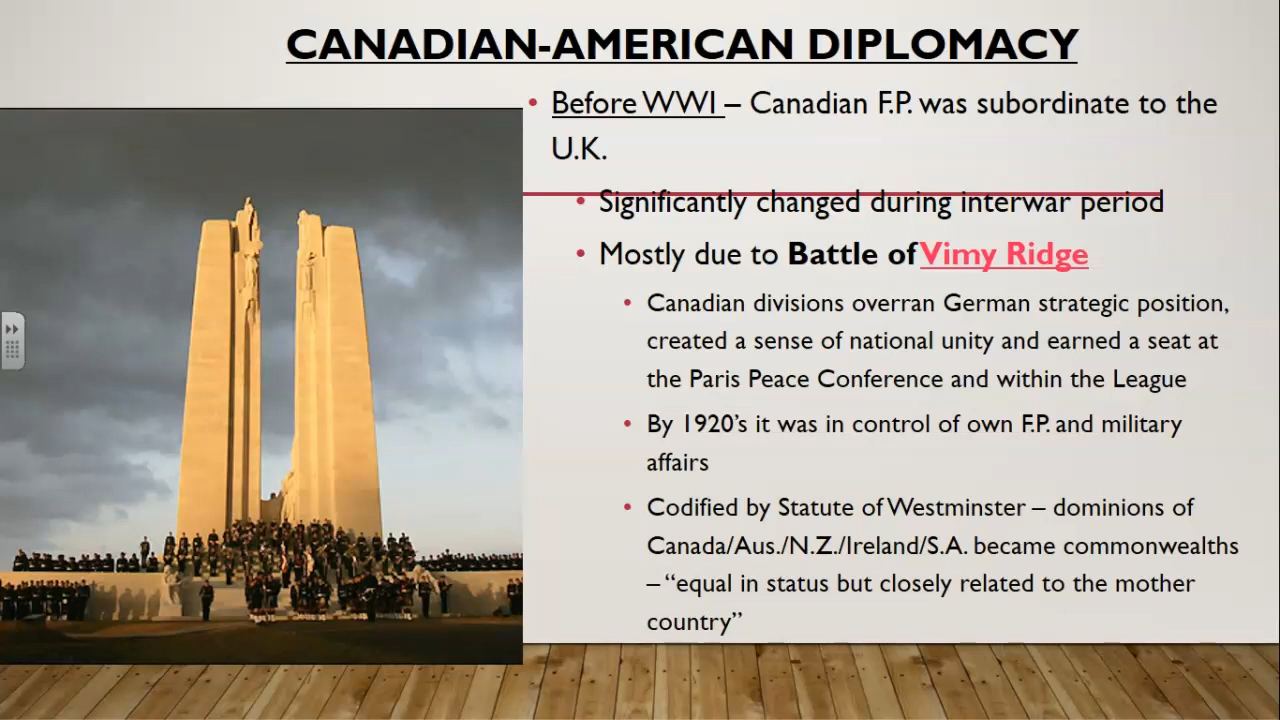 CANADIAN-AMERICAN DIPLOMACY
• Before WWI – Canadian F.P. was subordinate to the
U.K.
• Significantly changed during interwar period
• Mostly due to Battle of Vimy Ridge
• Canadian divisions overran German strategic position,
created a sense of national unity and earned a seat at
the Paris Peace Conference and within the League
• By 1920’s it was in control of own F.P. and military
affairs
• Codified by Statute of Westminster – dominions of
Canada/Aus./N.Z./Ireland/S.A. became commonwealths
– “equal in status but closely related to the mother
country”